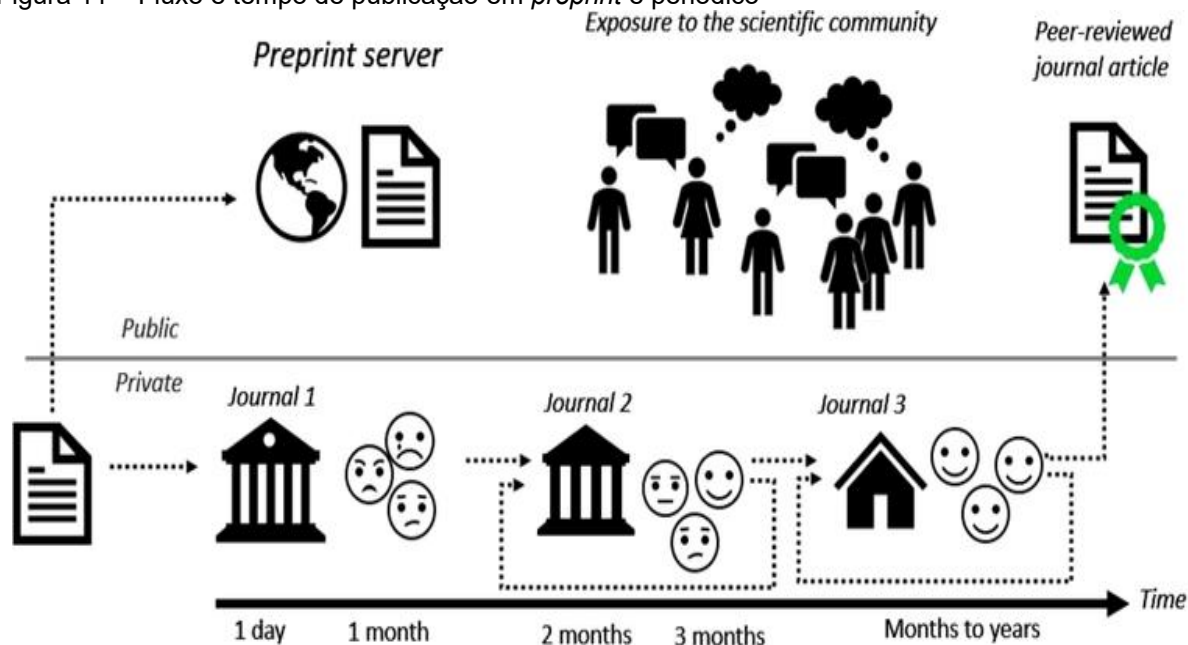 Exposure to the scientific community
Preprint server
Peer-reviewed
journal article
Public
Private
Journal 1
Journal 2
Journal 3
Time
1 day
1 month
2 months
3 months
Months to years